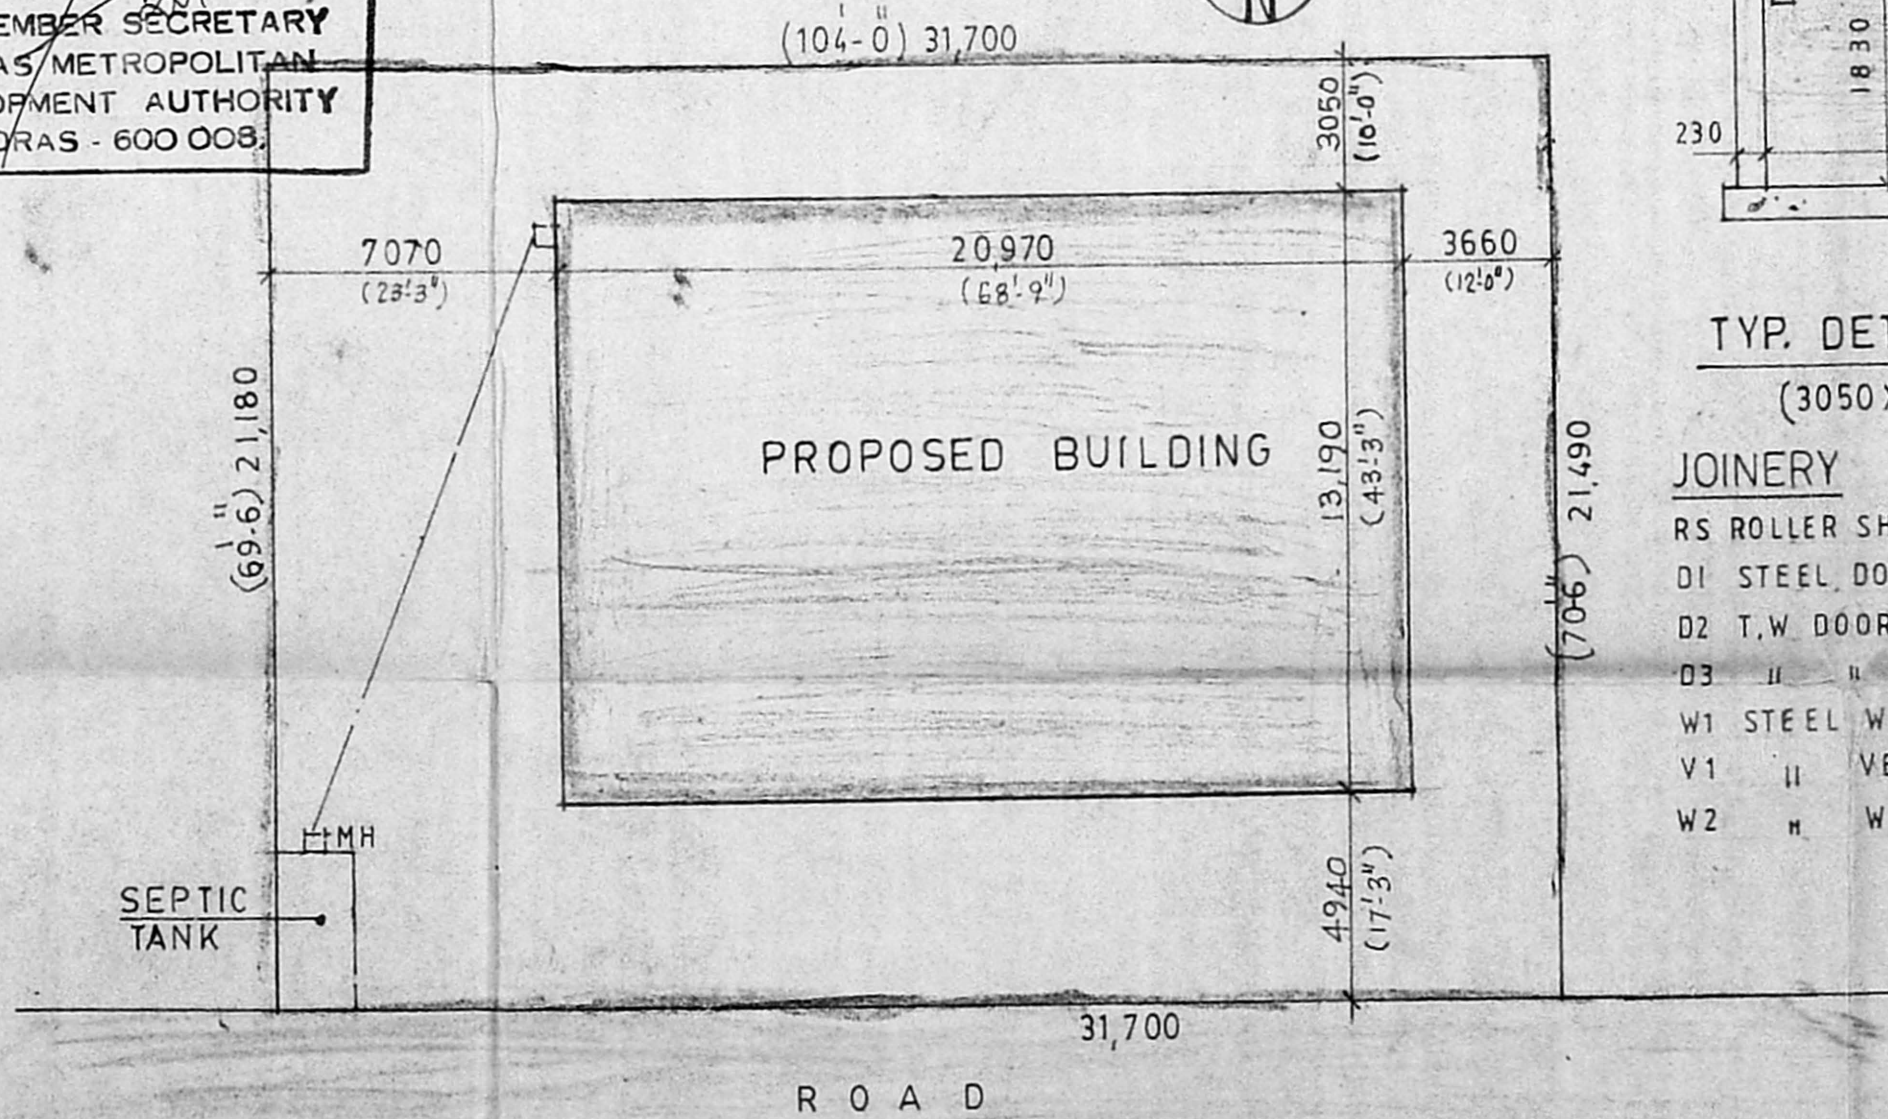 EMBER SECRETARY
AS METROPOLITAN
OPMENT AUTHORITY
DRAS - 600 008.
(104'-0") 31,700
N
3050
(10'-0")
1830
230
7070
(23'-3")
20,970
(68'-9")
3660
(12'-0")
(69'-6") 21,180
PROPOSED BUILDING
13,190
(43'-3")
(70'6") 21,490
TYP. DET
(3050 X
JOINERY
RS ROLLER SH
D1 STEEL DO
D2 T.W DOOR
D3 " "
W1 STEEL W
V1 " VE
W2 " W
MH
SEPTIC
TANK
4940
(17'-3")
31,700
ROAD